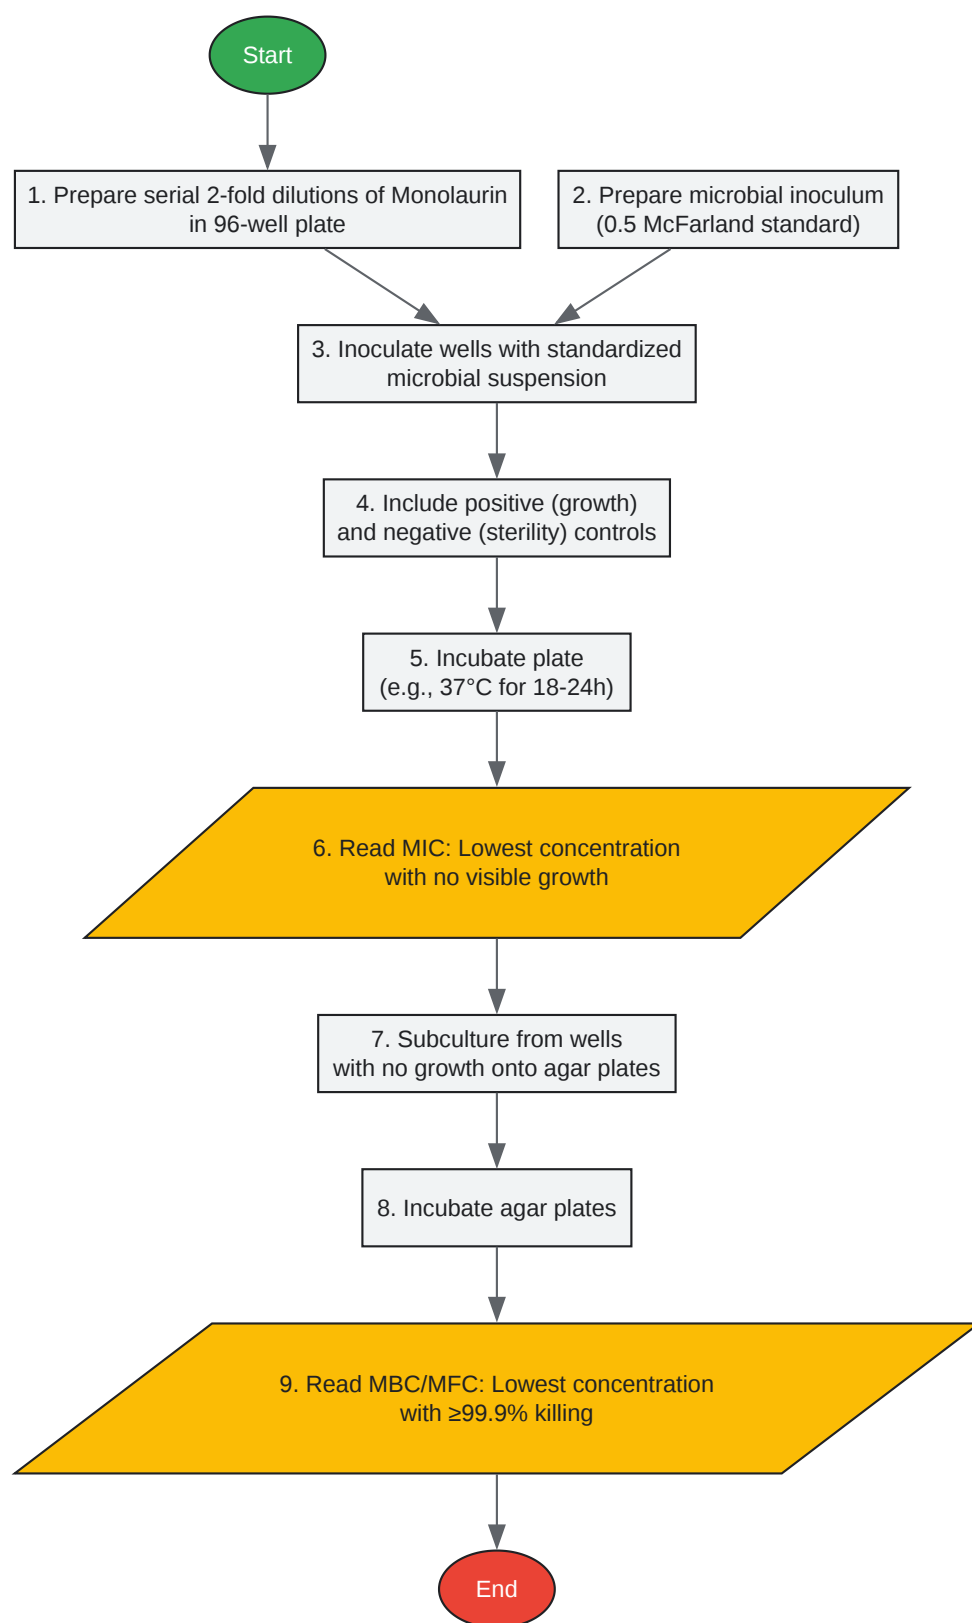 Start
1. Prepare serial 2-fold dilutions of Monolaurin
in 96-well plate
2. Prepare microbial inoculum
(0.5 McFarland standard)
3. Inoculate wells with standardized
microbial suspension
4. Include positive (growth)
and negative (sterility) controls
5. Incubate plate
(e.g., 37°C for 18-24h)
6. Read MIC: Lowest concentration
with no visible growth
7. Subculture from wells
with no growth onto agar plates
8. Incubate agar plates
9. Read MBC/MFC: Lowest concentration
with ≥99.9% killing
End